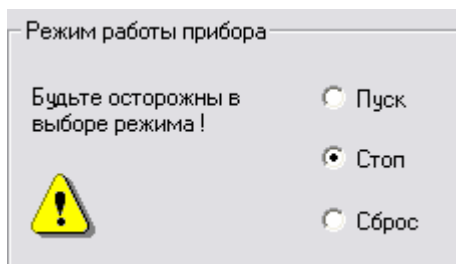 Режим работы прибора
Будьте осторожны в
выборе режима !
Пуск
Стоп
Сброс